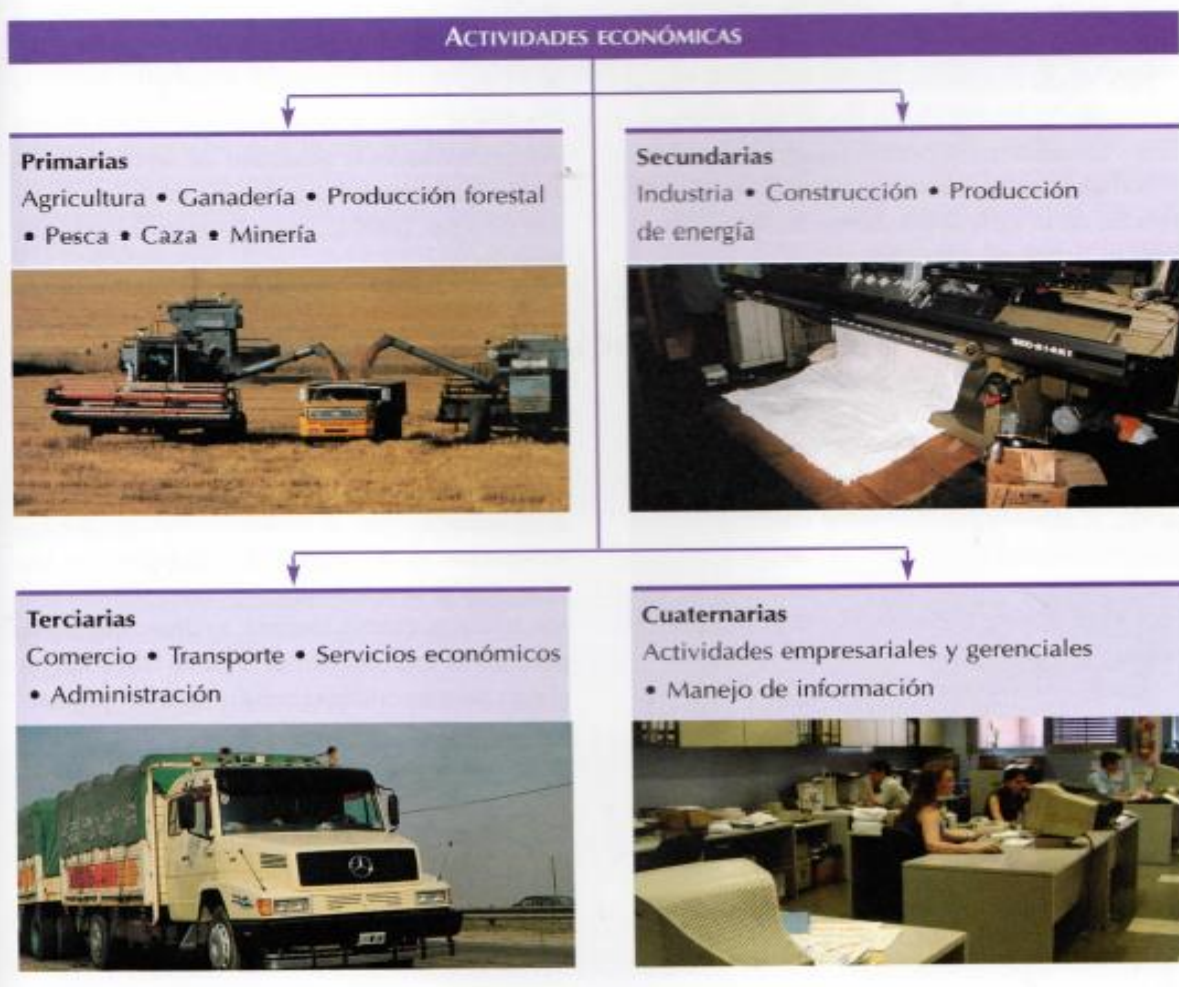 ACTIVIDADES ECONÓMICAS
Primarias
Agricultura • Ganadería • Producción forestal
• Pesca • Caza • Minería
Secundarias
Industria • Construcción • Producción
de energía
Terciarias
Comercio • Transporte • Servicios económicos
• Administración
Cuaternarias
Actividades empresariales y gerenciales
• Manejo de información